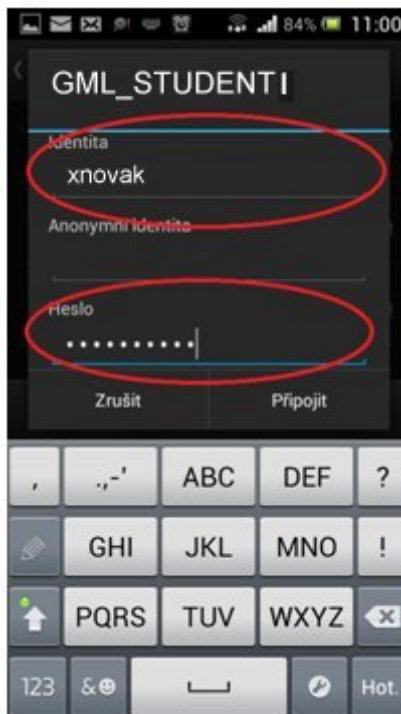 84% 11:00
GML_STUDENTI
Identita
xnovak
Anonymní identita
Heslo
••••••••••
Zrušit Připojit
, .,-' ABC DEF ?
GHI JKL MNO !
PQRS TUV WXYZ
123 &☻ Hot.